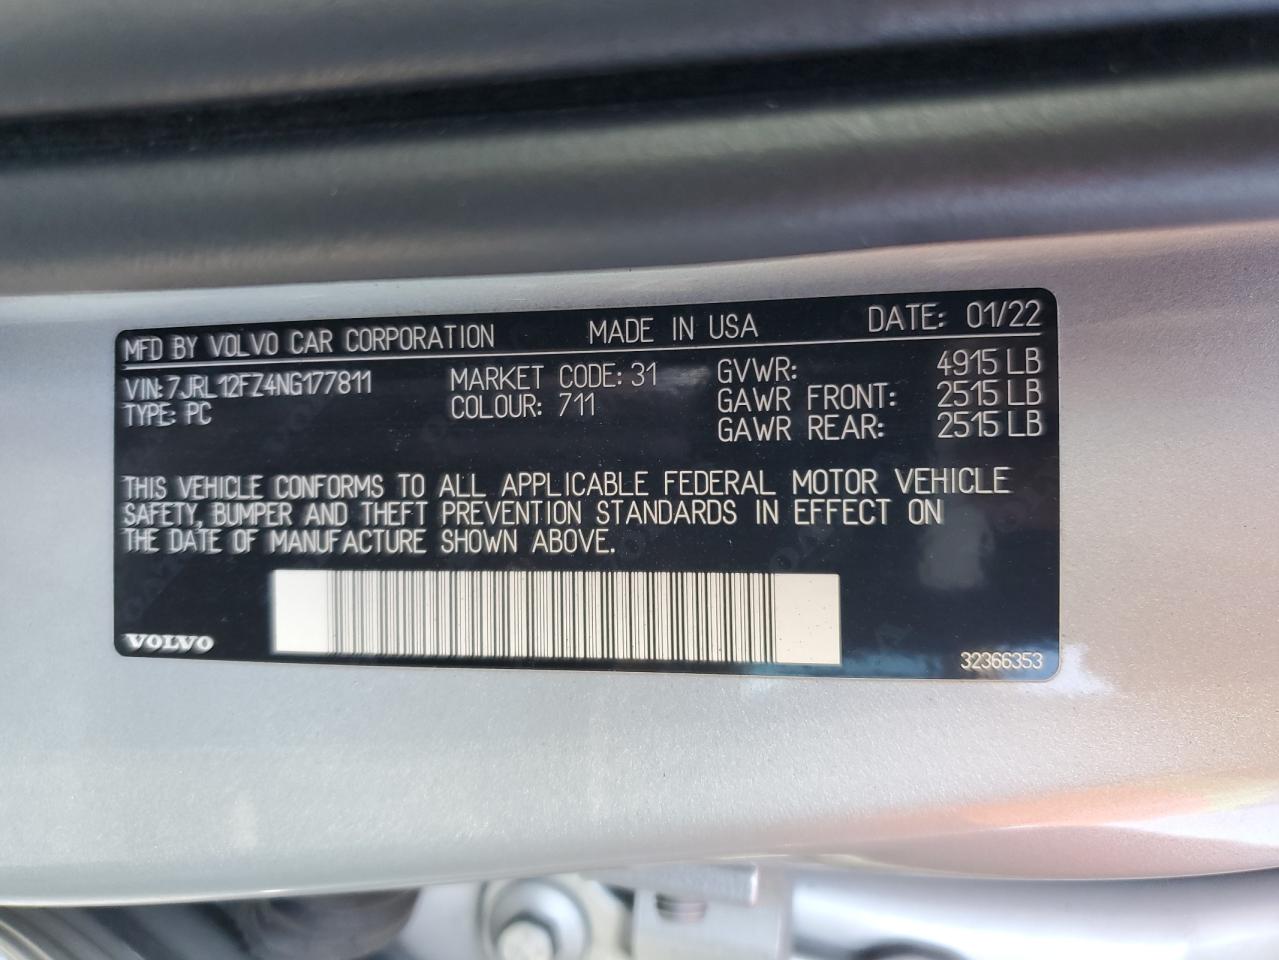 MFD BY VOLVO CAR CORPORATION MADE IN USA DATE: 01/22
VIN: 7JRL12FZ4NG177811 MARKET CODE: 31 GVWR: 4915 LB
TYPE: PC COLOUR: 711 GAWR FRONT: 2515 LB
GAWR REAR: 2515 LB
THIS VEHICLE CONFORMS TO ALL APPLICABLE FEDERAL MOTOR VEHICLE
SAFETY, BUMPER AND THEFT PREVENTION STANDARDS IN EFFECT ON
THE DATE OF MANUFACTURE SHOWN ABOVE.
VOLVO 32366353